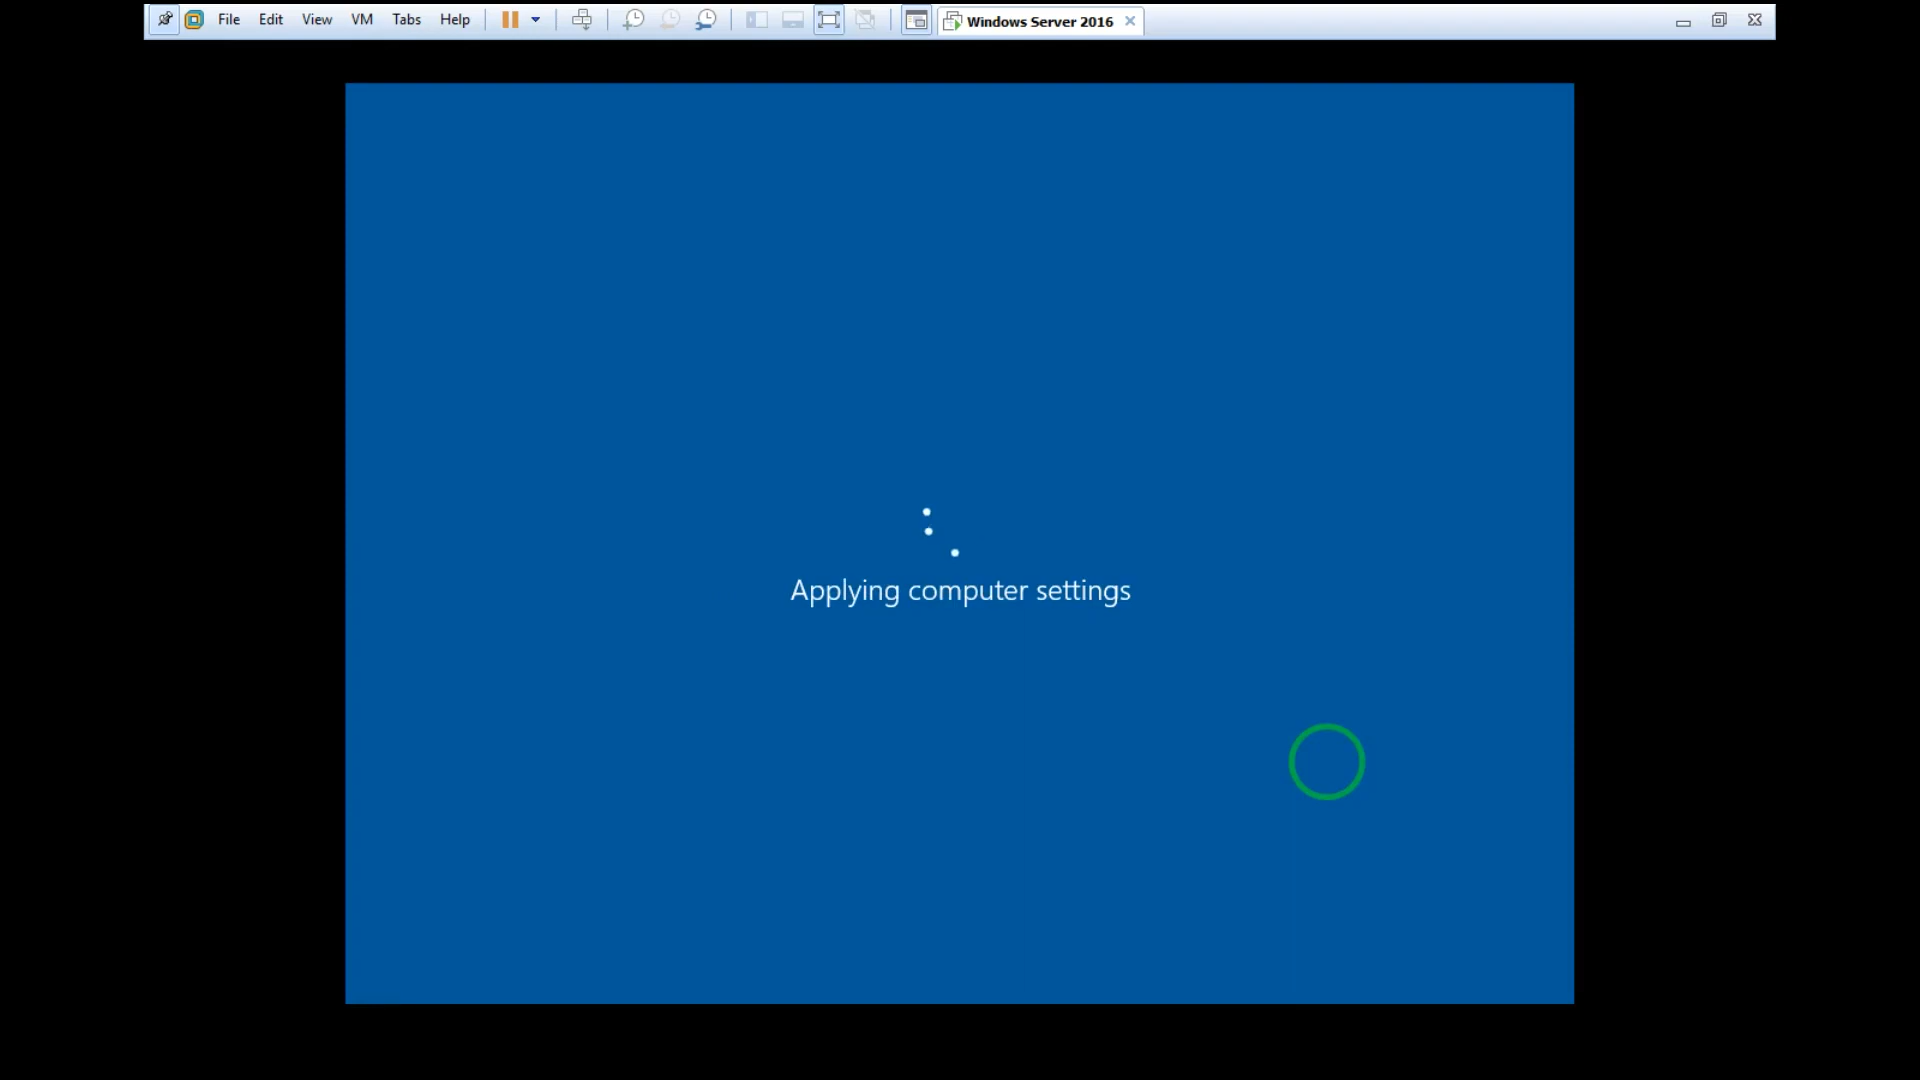 File Edit View VM Tabs Help Windows Server 2016
Applying computer settings